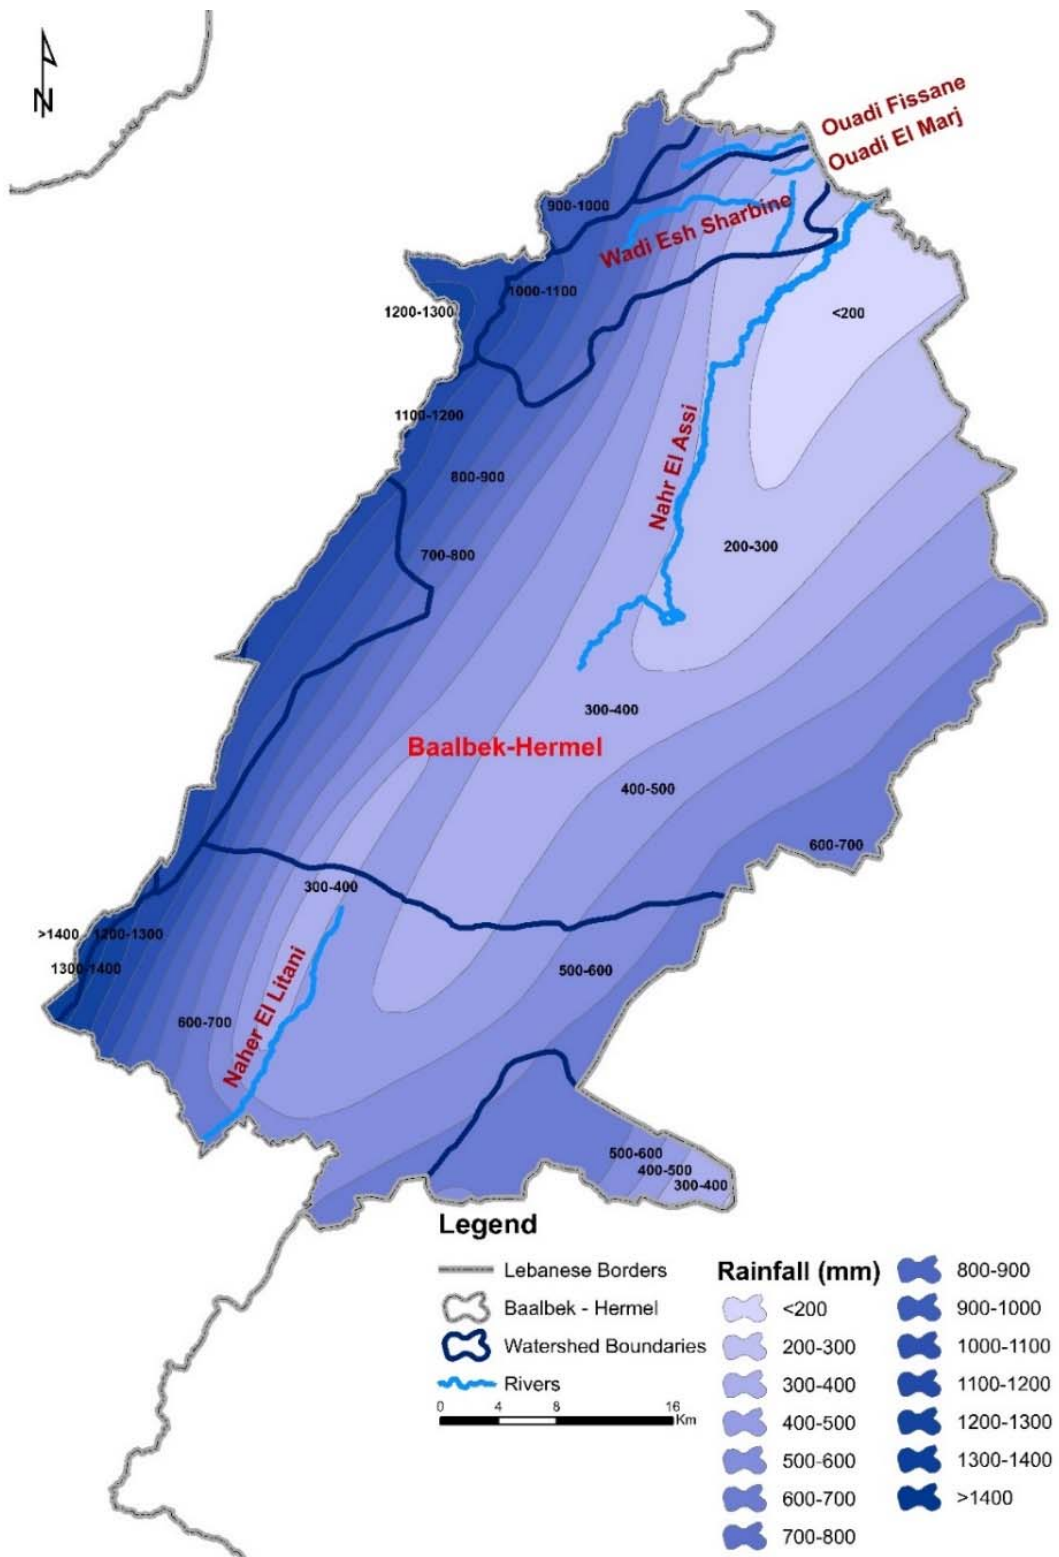 N
Ouadi Fissane
Ouadi El Marj
900-1000
Wadi Esh Sharbine
1000-1100
1200-1300
<200
1100-1200
800-900
Nahr El Assi
700-800
200-300
300-400
Baalbek-Hermel
400-500
600-700
300-400
>1400
1200-1300
1300-1400
500-600
600-700
Naher El Litani
500-600
400-500
300-400
Legend
Lebanese Borders
Baalbek - Hermel
Watershed Boundaries
Rivers
0 4 8 16
Km
Rainfall (mm)
<200
200-300
300-400
400-500
500-600
600-700
700-800
800-900
900-1000
1000-1100
1100-1200
1200-1300
1300-1400
>1400